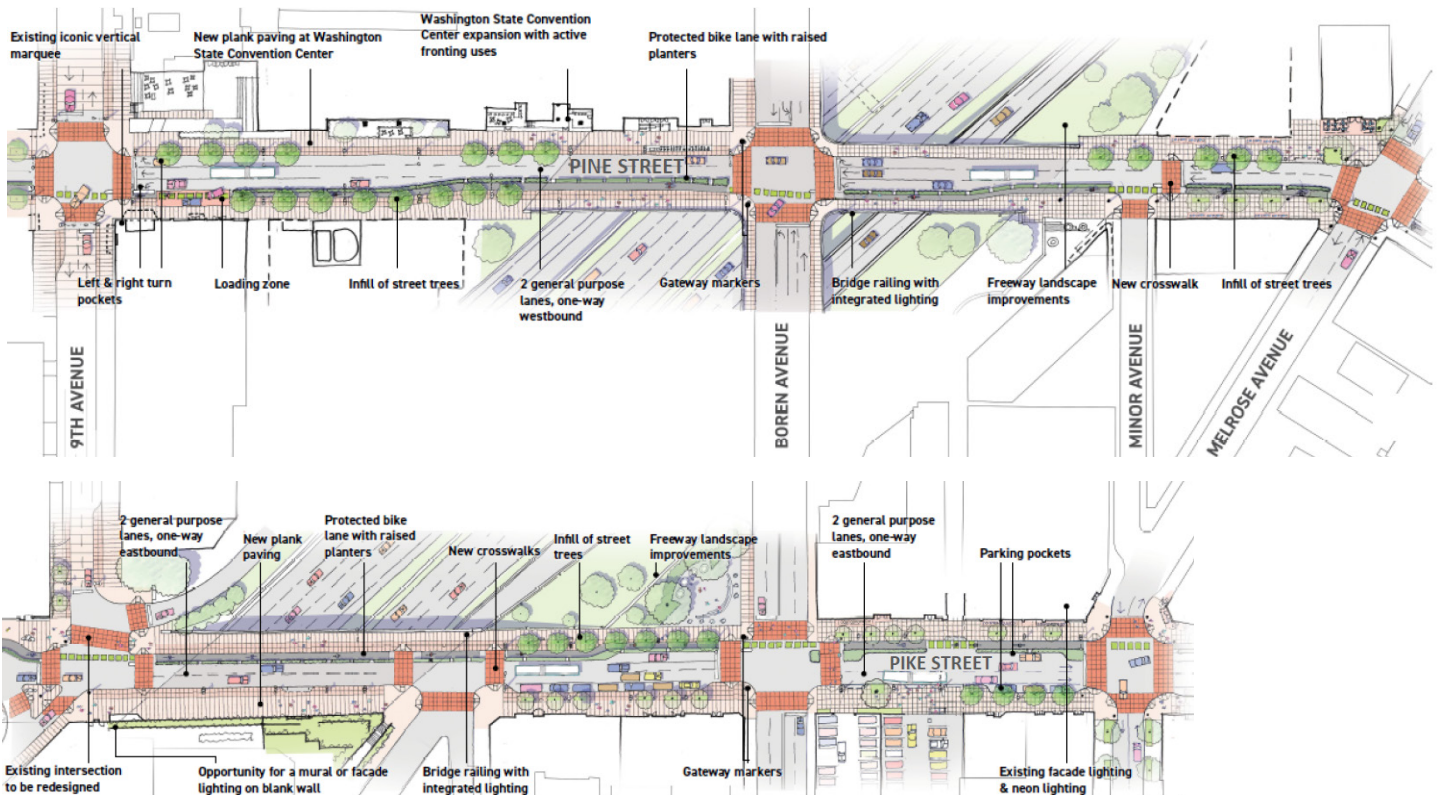 Existing iconic vertical
marquee
New plank paving at Washington
State Convention Center
Washington State Convention
Center expansion with active
fronting uses
Protected bike lane with raised
planters
PINE STREET
Left & right turn
pockets
Loading zone
Infill of street trees
2 general purpose
lanes, one-way
westbound
Gateway markers
Bridge railing with
integrated lighting
Freeway landscape
improvements
New crosswalk
Infill of street trees
9TH AVENUE
BOREN AVENUE
MINOR AVENUE
MELROSE AVENUE
2 general purpose
lanes, one-way
eastbound
New plank
paving
Protected bike
lane with raised
planters
New crosswalks
Infill of street
trees
Freeway landscape
improvements
2 general purpose
lanes, one-way
eastbound
Parking pockets
PIKE STREET
Existing intersection
to be redesigned
Opportunity for a mural or facade
lighting on blank wall
Bridge railing with
integrated lighting
Gateway markers
Existing facade lighting
& neon lighting